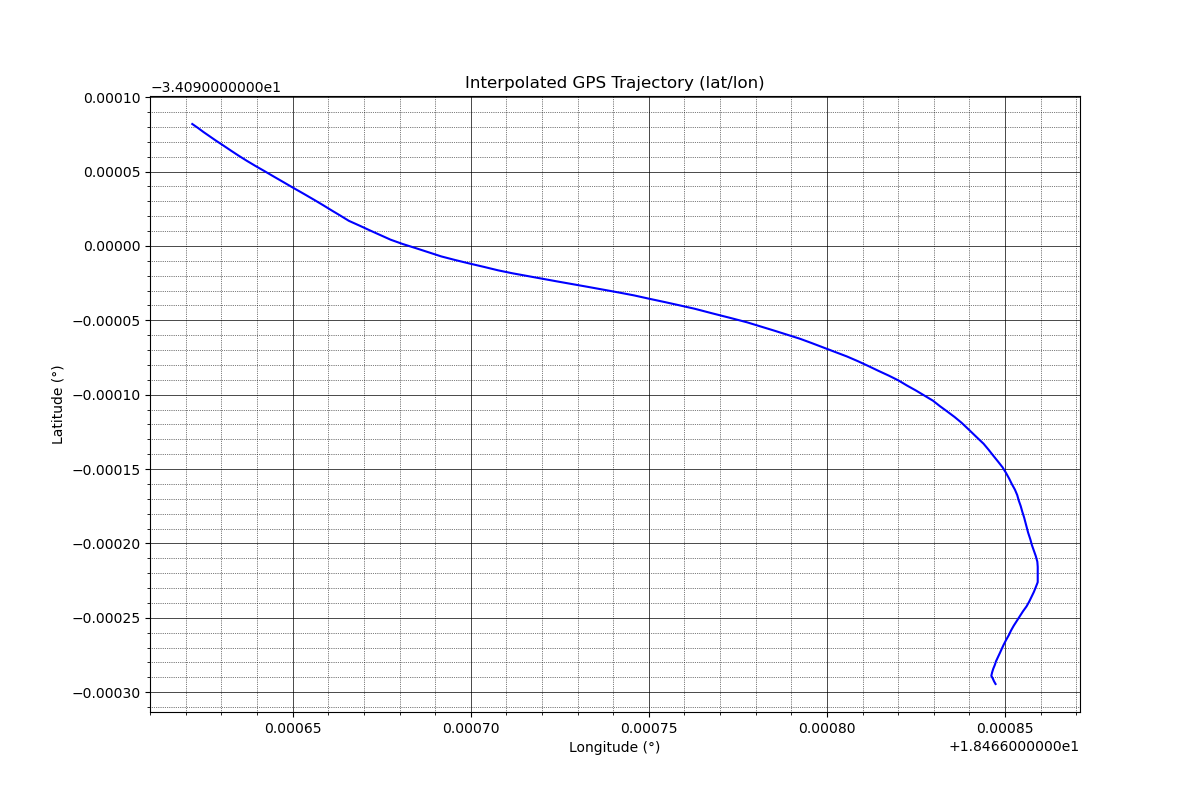 Interpolated GPS Trajectory (lat/lon)
−3.4090000000e1
0.00010
0.00005
0.00000
−0.00005
−0.00010
−0.00015
−0.00020
−0.00025
−0.00030
Latitude (°)
0.00065 0.00070 0.00075 0.00080 0.00085
Longitude (°)
+1.8466000000e1